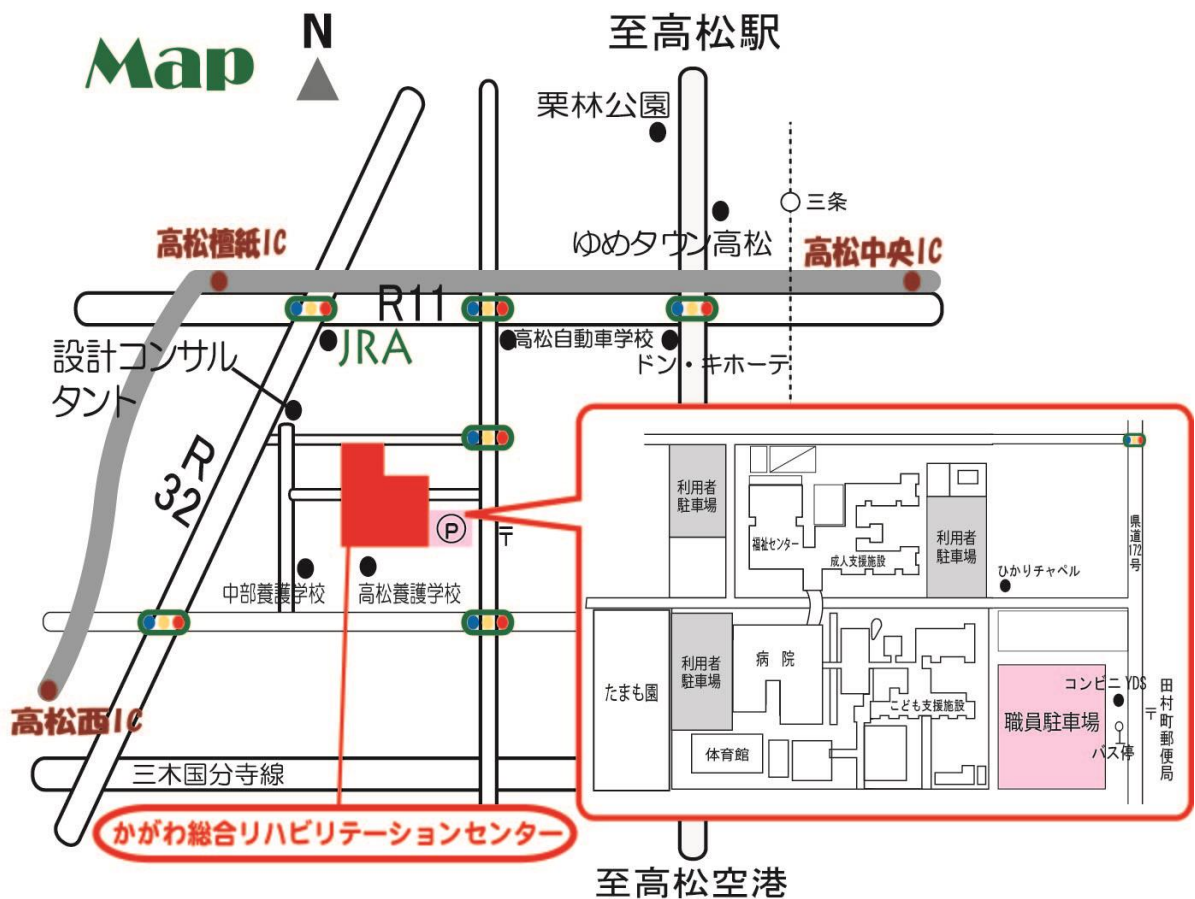 Map
N
至高松駅
栗林公園
三条
ゆめタウン高松
高松檀紙IC
高松中央IC
R11
JRA
高松自動車学校
ドン・キホーテ
設計コンサル
タント
R
32
P
〒
中部養護学校
高松養護学校
高松西IC
三木国分寺線
かがわ総合リハビリテーションセンター
至高松空港
利用者
駐車場
福祉センター
成人支援施設
利用者
駐車場
県道172号
ひかりチャペル
たまも園
利用者
駐車場
病院
こども支援施設
体育館
職員駐車場
コンビニYDS
〒
バス停
田村町郵便局